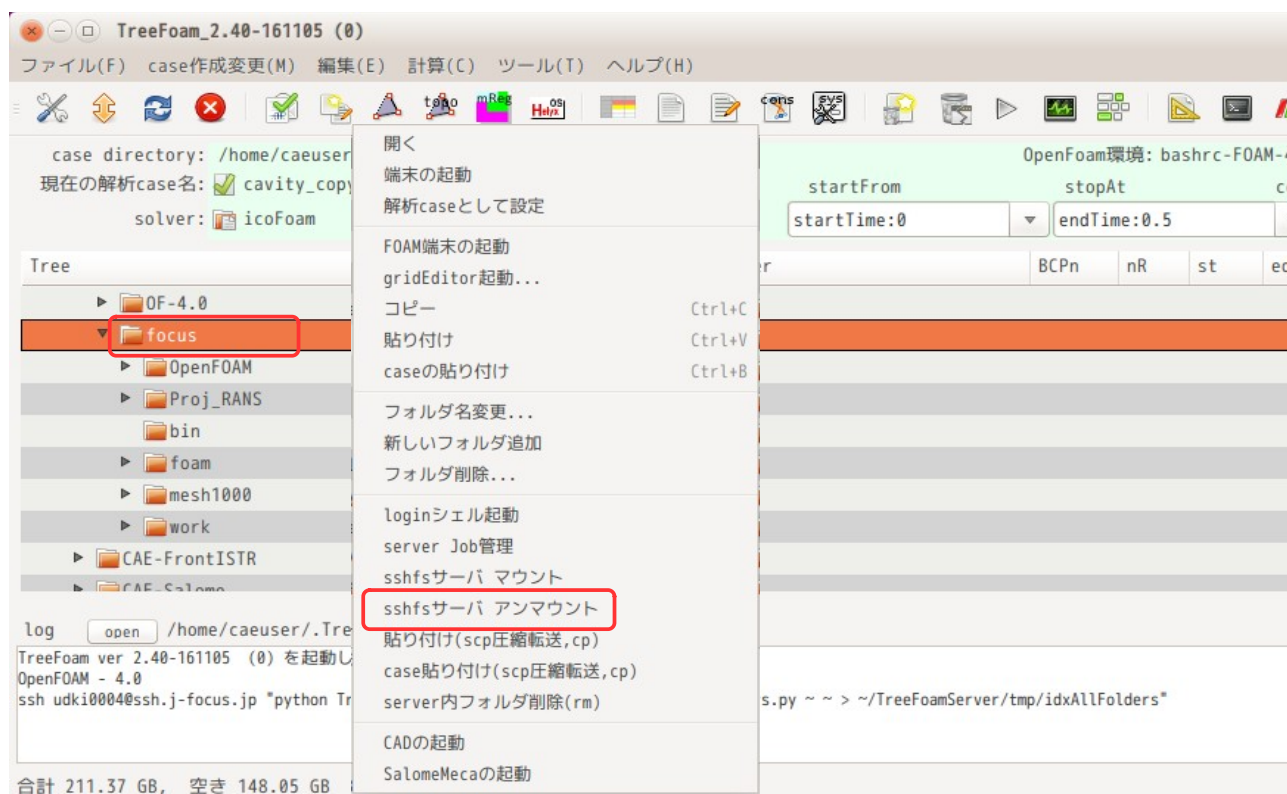 TreeFoam_2.40-161105 (0)
ファイル(F) case作成変更(M) 編集(E) 計算(C) ツール(T) ヘルプ(H)
topo mReg Help OS cons sys
case directory: /home/caeuser
OpenFoam環境: bashrc-FOAM-
現在の解析case名: cavity_copy
startFrom stopAt
solver: icoFoam
startTime:0 endTime:0.5
Tree BCPn nR st
OF-4.0
focus
OpenFOAM
Proj_RANS
bin
foam
mesh1000
work
CAE-FrontISTR
CAE-Salome
開く
端末の起動
解析caseとして設定
FOAM端末の起動
gridEditor起動...
コピー Ctrl+C
貼り付け Ctrl+V
caseの貼り付け Ctrl+B
フォルダ名変更...
新しいフォルダ追加
フォルダ削除...
loginシェル起動
server Job管理
sshfsサーバ マウント
sshfsサーバ アンマウント
貼り付け(scp圧縮転送,cp)
case貼り付け(scp圧縮転送,cp)
server内フォルダ削除(rm)
CADの起動
SalomeMecaの起動
log open /home/caeuser/.Tre
TreeFoam ver 2.40-161105 (0) を起動し
OpenFOAM - 4.0
ssh udki0004@ssh.j-focus.jp "python Tr s.py ~ ~ > ~/TreeFoamServer/tmp/idxAllFolders"
合計 211.37 GB, 空き 148.05 GB